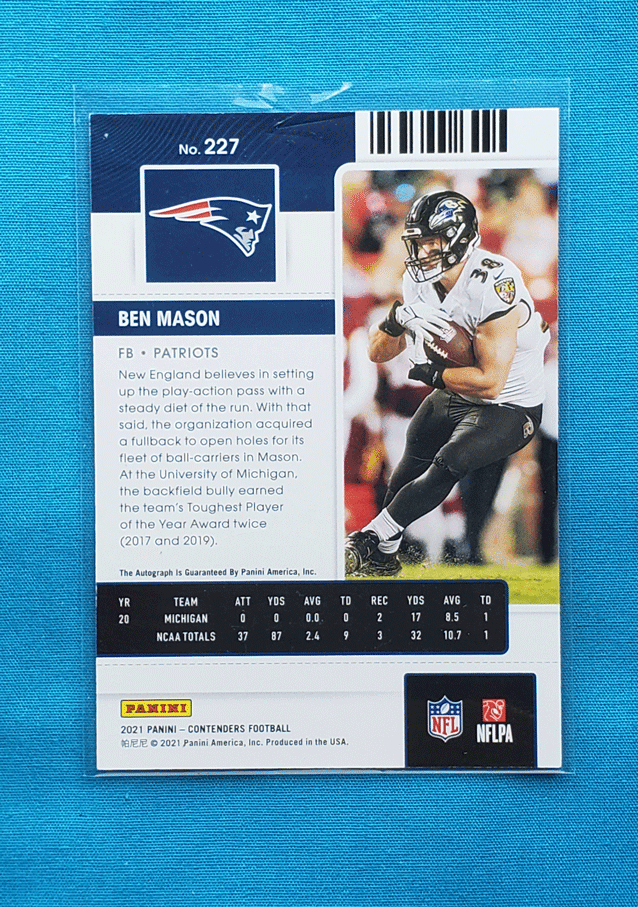 No. 227
BEN MASON
FB ★ PATRIOTS
New England believes in setting
up the play-action pass with a
steady diet of the run. With that
said, the organization acquired
a fullback to open holes for its
fleet of ball-carriers in Mason.
At the University of Michigan,
the backfield bully earned
the team's Toughest Player
of the Year Award twice
(2017 and 2019).
The Autograph Is Guaranteed By Panini America, Inc.
YR TEAM ATT YDS AVG TD REC YDS AVG TD
20 MICHIGAN 0 0 0.0 0 2 17 8.5 1
NCAA TOTALS 37 87 2.4 9 3 32 10.7 1
38
PANINI
2021 PANINI – CONTENDERS FOOTBALL
帕尼尼 © 2021 Panini America, Inc. Produced in the USA.
NFL
NFLPA